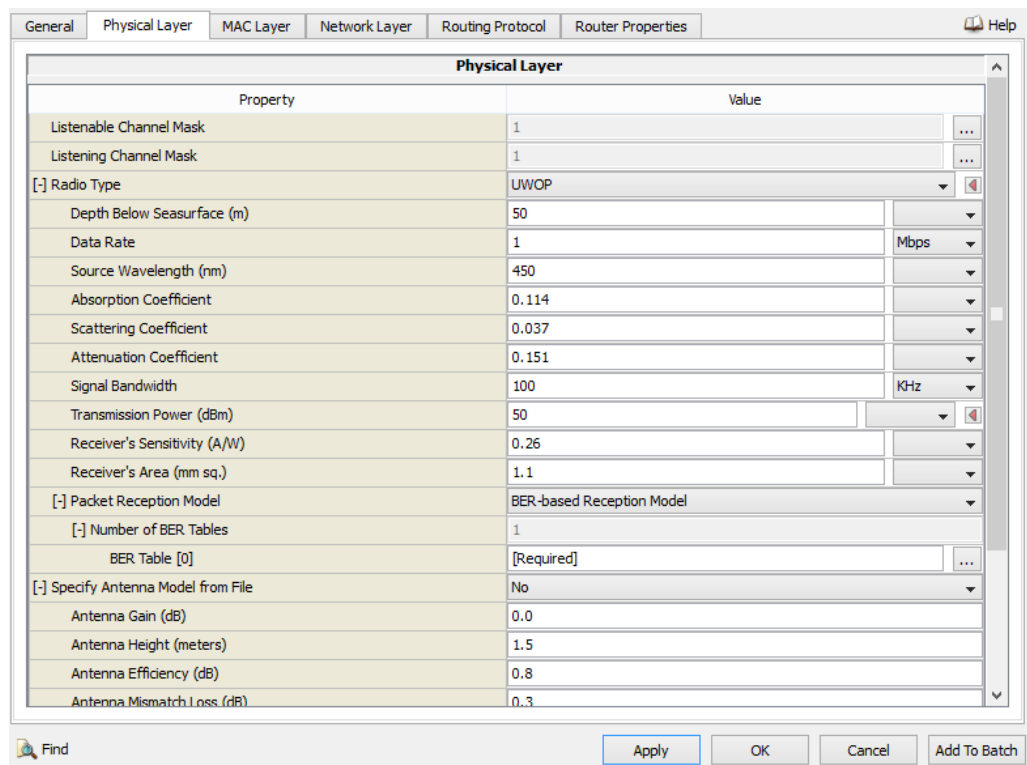 General Physical Layer MAC Layer Network Layer Routing Protocol Router Properties Help
Physical Layer
Property Value
Listenable Channel Mask 1 ...
Listening Channel Mask 1 ...
[-] Radio Type UWOP
Depth Below Seasurface (m) 50
Data Rate 1 Mbps
Source Wavelength (nm) 450
Absorption Coefficient 0.114
Scattering Coefficient 0.037
Attenuation Coefficient 0.151
Signal Bandwidth 100 KHz
Transmission Power (dBm) 50
Receiver's Sensitivity (A/W) 0.26
Receiver's Area (mm sq.) 1.1
[-] Packet Reception Model BER-based Reception Model
[-] Number of BER Tables 1
BER Table [0] [Required] ...
[-] Specify Antenna Model from File No
Antenna Gain (dB) 0.0
Antenna Height (meters) 1.5
Antenna Efficiency (dB) 0.8
Antenna Mismatch Loss (dB) 0.3
Find Apply OK Cancel Add To Batch